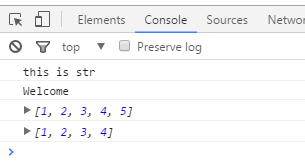 Elements Console Sources Network
top Preserve log
this is str
Welcome
[1, 2, 3, 4, 5]
[1, 2, 3, 4]